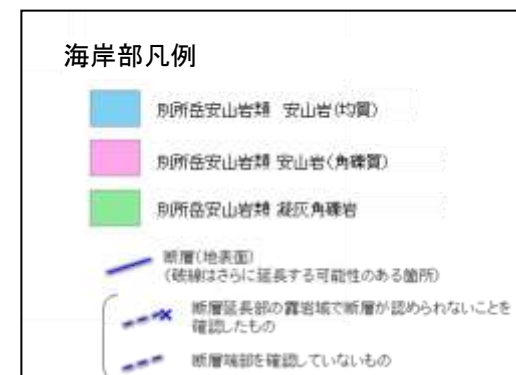 海岸部凡例
別所岳安山岩類 安山岩(均質)
別所岳安山岩類 安山岩(角礫質)
別所岳安山岩類 凝灰角礫岩
断層(地表面)
(破線はさらに延長する可能性のある箇所)
断層延長部の露岩域で断層が認められないことを
確認したもの
断層端部を確認していないもの